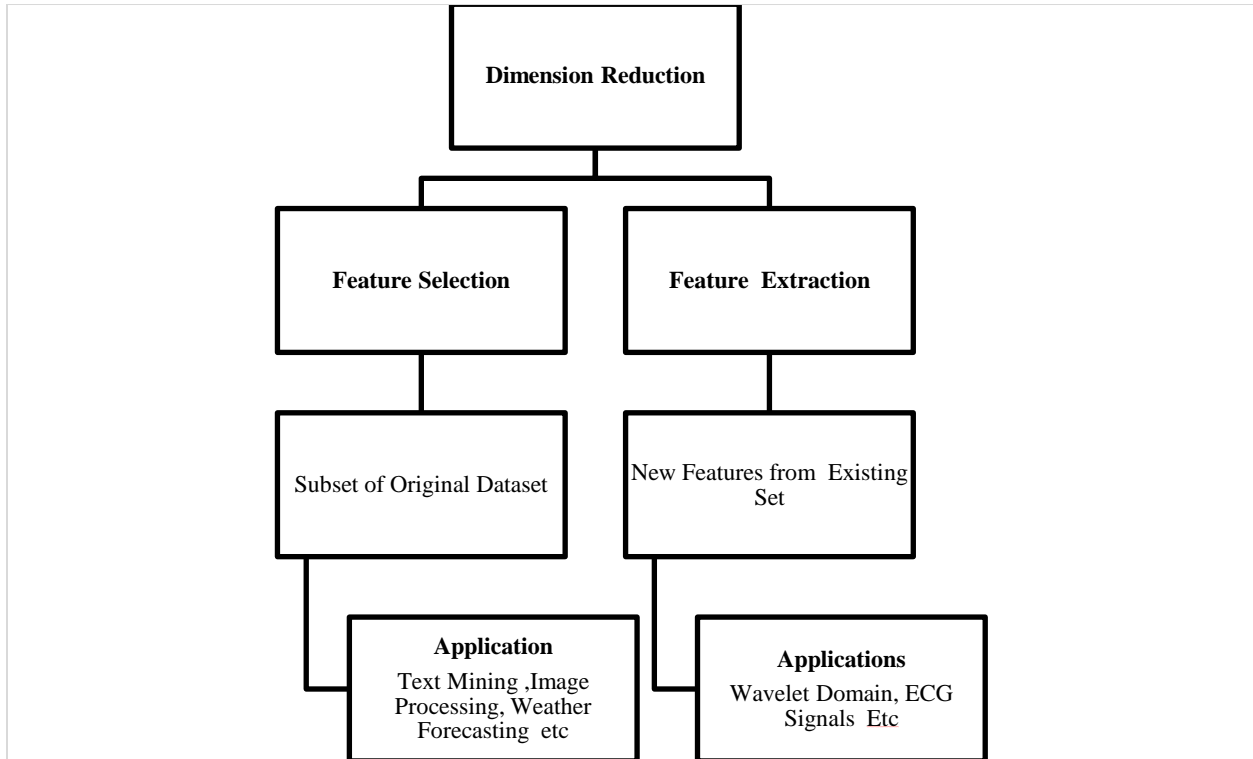 Dimension Reduction
Feature Selection
Feature Extraction
Subset of Original Dataset
New Features from Existing
Set
Application
Text Mining ,Image
Processing, Weather
Forecasting etc
Applications
Wavelet Domain, ECG
Signals Etc